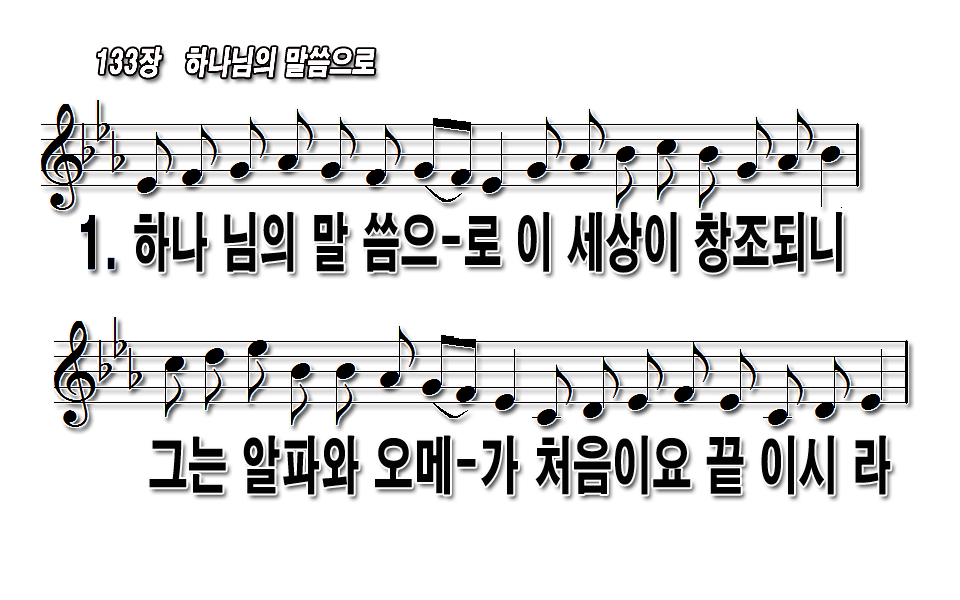 133장 하나님의 말씀으로
1. 하나 님의 말 씀으-로 이 세상이 창조되니
그는 알파와 오메-가 처음이요 끝 이시 라